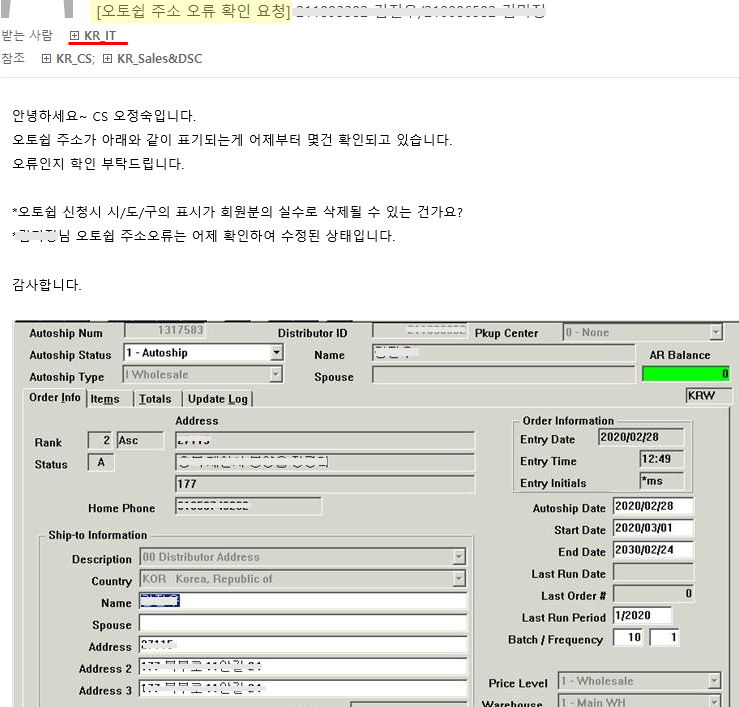 [오토쉽 주소 오류 확인 요청]
받는 사람 KR_IT
참조 KR_CS; KR_Sales&DSC
안녕하세요~ CS 오정숙입니다.
오토쉽 주소가 아래와 같이 표기되는게 어제부터 몇건 확인되고 있습니다.
오류인지 학인 부탁드립니다.
*오토쉽 신청시 시/도/구의 표시가 회원분의 실수로 삭제될 수 있는 건가요?
님 오토쉽 주소오류는 어제 확인하여 수정된 상태입니다.
감사합니다.
Autoship Num 1317583 Distributor ID Pkup Center 0 - None
Autoship Status 1 - Autoship Name AR Balance
Autoship Type I Wholesale Spouse 0
Order Info Items Totals Update Log KRW
Address Order Information
Rank 2 Asc Entry Date 2020/02/28
Status A Entry Time 12:49
177 Entry Initials *ms
Home Phone Autoship Date 2020/02/28
Ship-to Information Start Date 2020/03/01
Description 00 Distributor Address End Date 2030/02/24
Country KOR Korea, Republic of Last Run Date
Name Last Order # 0
Spouse Last Run Period 1/2020
Address Batch / Frequency 10 1
Address 2
Address 3 Price Level 1 - Wholesale
Warehouse 1 - Main WH